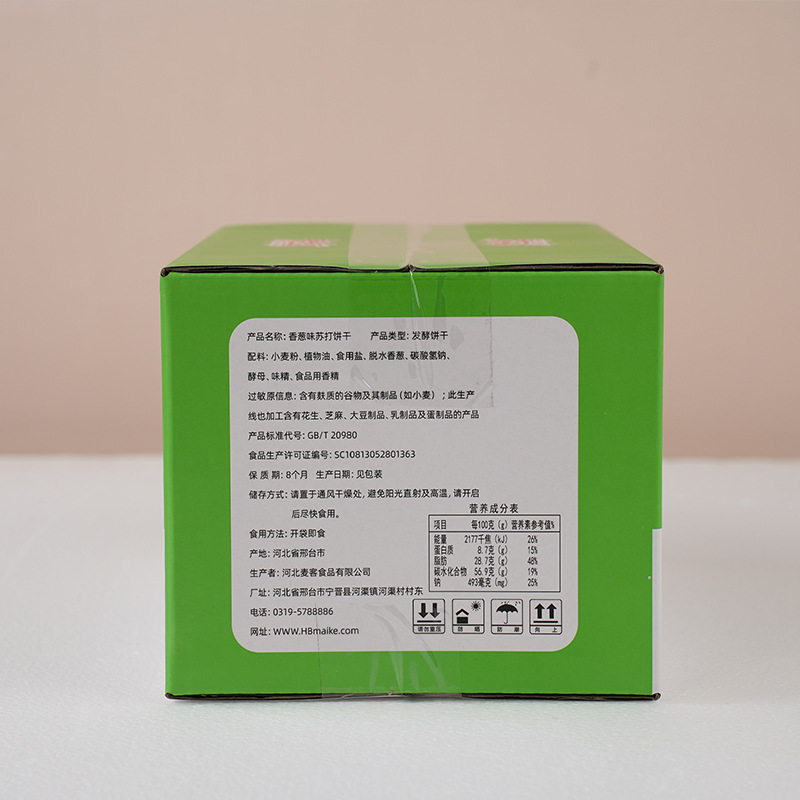 产品名称: 香葱味苏打饼干 产品类型: 发酵饼干
配料: 小麦粉、植物油、食用盐、脱水香葱、碳酸氢钠、
酵母、味精、食品用香精
过敏原信息: 含有麸质的谷物及其制品（如小麦）; 此生产
线也加工含有花生、芝麻、大豆制品、乳制品及蛋制品的产品
产品标准代号: GB/T 20980
食品生产许可证编号: SC10813052801363
保 质 期: 8个月 生产日期: 见包装
储存方式: 请置于通风干燥处, 避免阳光直射及高温, 请开启
后尽快食用。
食用方法: 开袋即食
产地: 河北省邢台市
生产者: 河北麦客食品有限公司
厂址: 河北省邢台市宁晋县河渠镇河渠村村东
电话: 0319-5788886
网址: WWW.HBmaike.com
营养成分表
项目 每100克（g） 营养素参考值%
能量 2177千焦（kJ） 26%
蛋白质 8.7克（g） 15%
脂肪 28.7克（g） 48%
碳水化合物 56.9克（g） 19%
钠 493毫克（mg） 25%
请勿重压 防 晒 防 潮 向 上